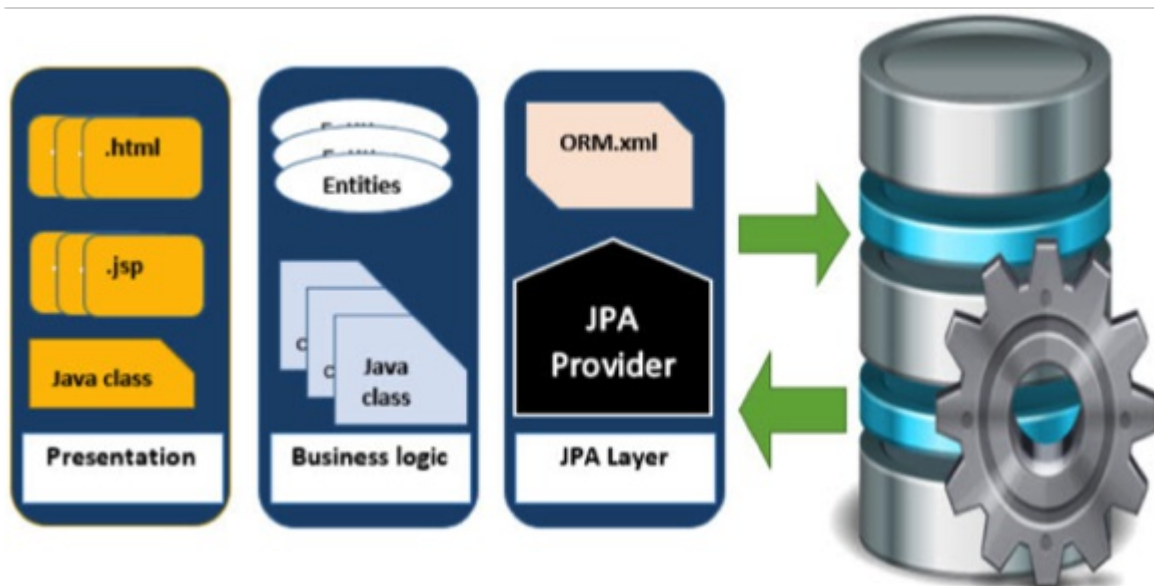 .html
.jsp
Java class
Presentation
Entities
Java
class
Business logic
ORM.xml
JPA
Provider
JPA Layer